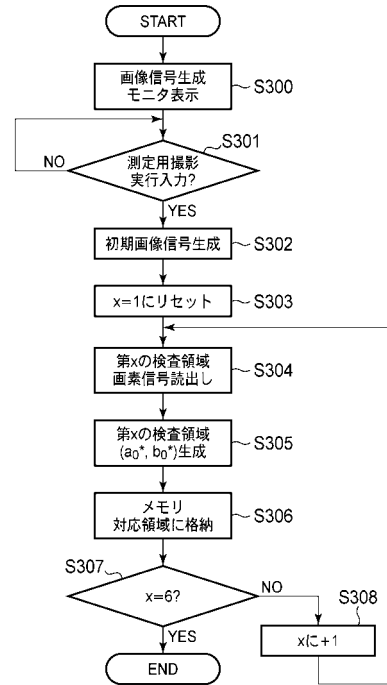 START
画像信号生成
モニタ表示
S300
S301
測定用撮影
実行入力?
NO
YES
初期画像信号生成
S302
x=1にリセット
S303
第xの検査領域
画素信号読出し
S304
第xの検査領域
(a₀*, b₀*)生成
S305
メモリ
対応領域に格納
S306
S307
x=6?
NO
YES
S308
xに+1
END